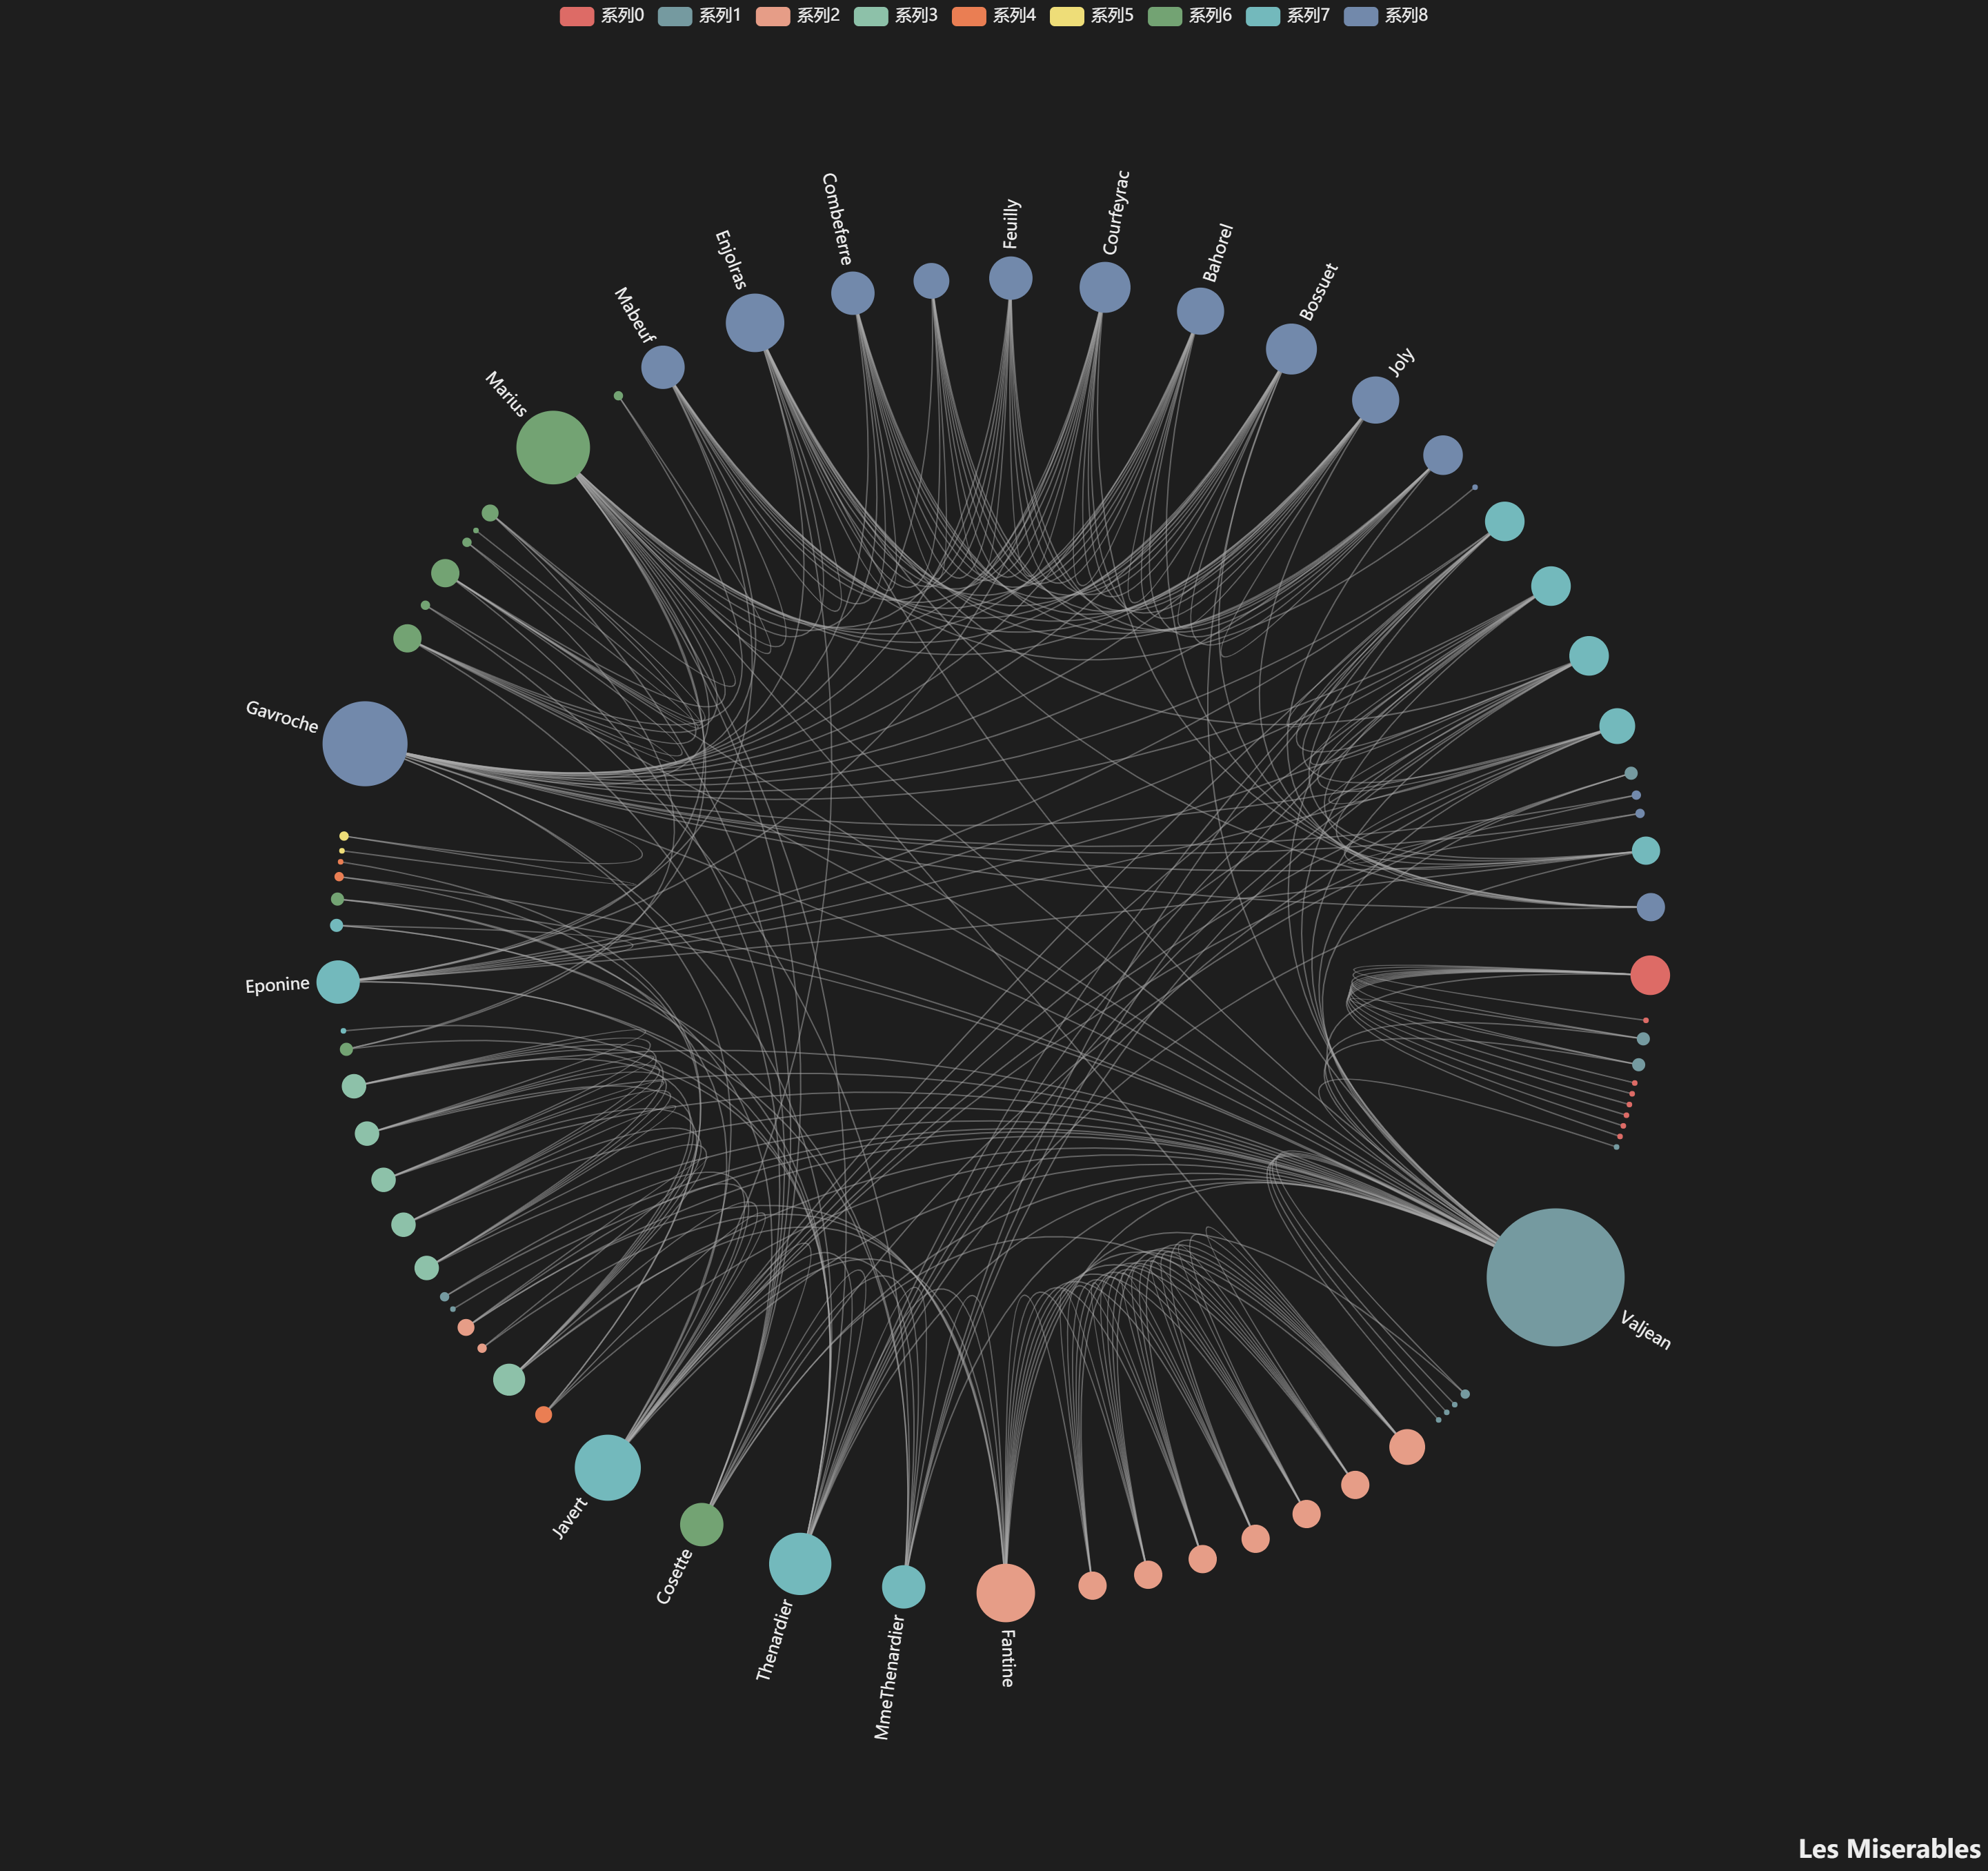 系列0 系列1 系列2 系列3 系列4 系列5 系列6 系列7 系列8
Combeferre
Feuilly
Courfeyrac
Bahorel
Enjolras
Bossuet
Mabeuf
Joly
Marius
Gavroche
Eponine
Valjean
Javert
Cosette
Thenardier
MmeThenardier
Fantine
Les Miserables